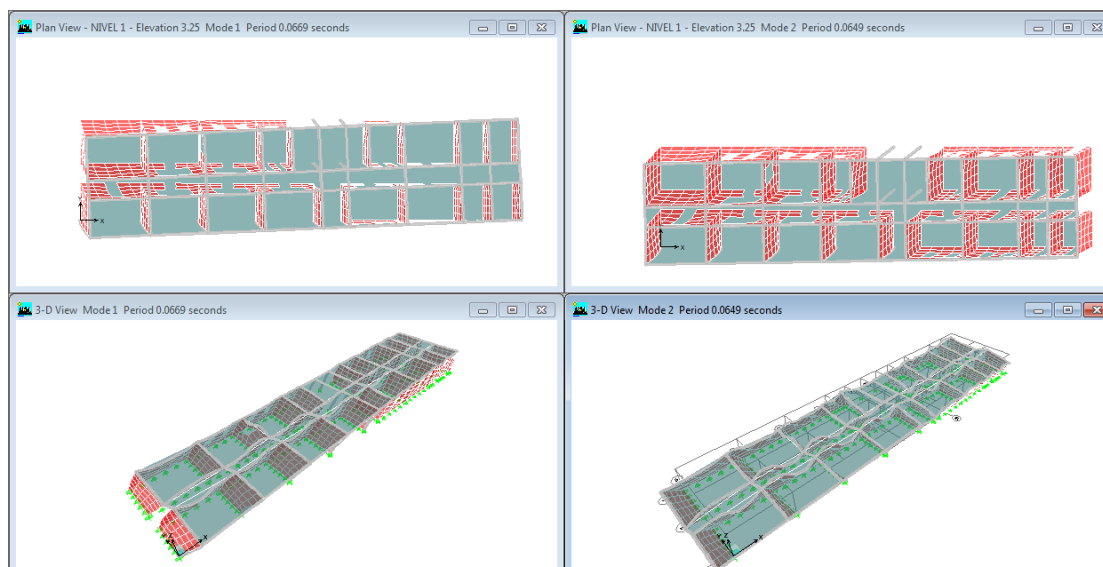 Plan View - NIVEL 1 - Elevation 3.25 Mode 1 Period 0.0669 seconds
Plan View - NIVEL 1 - Elevation 3.25 Mode 2 Period 0.0649 seconds
Y
X
X
3-D View Mode 1 Period 0.0669 seconds
3-D View Mode 2 Period 0.0649 seconds
Z
X
Z
X